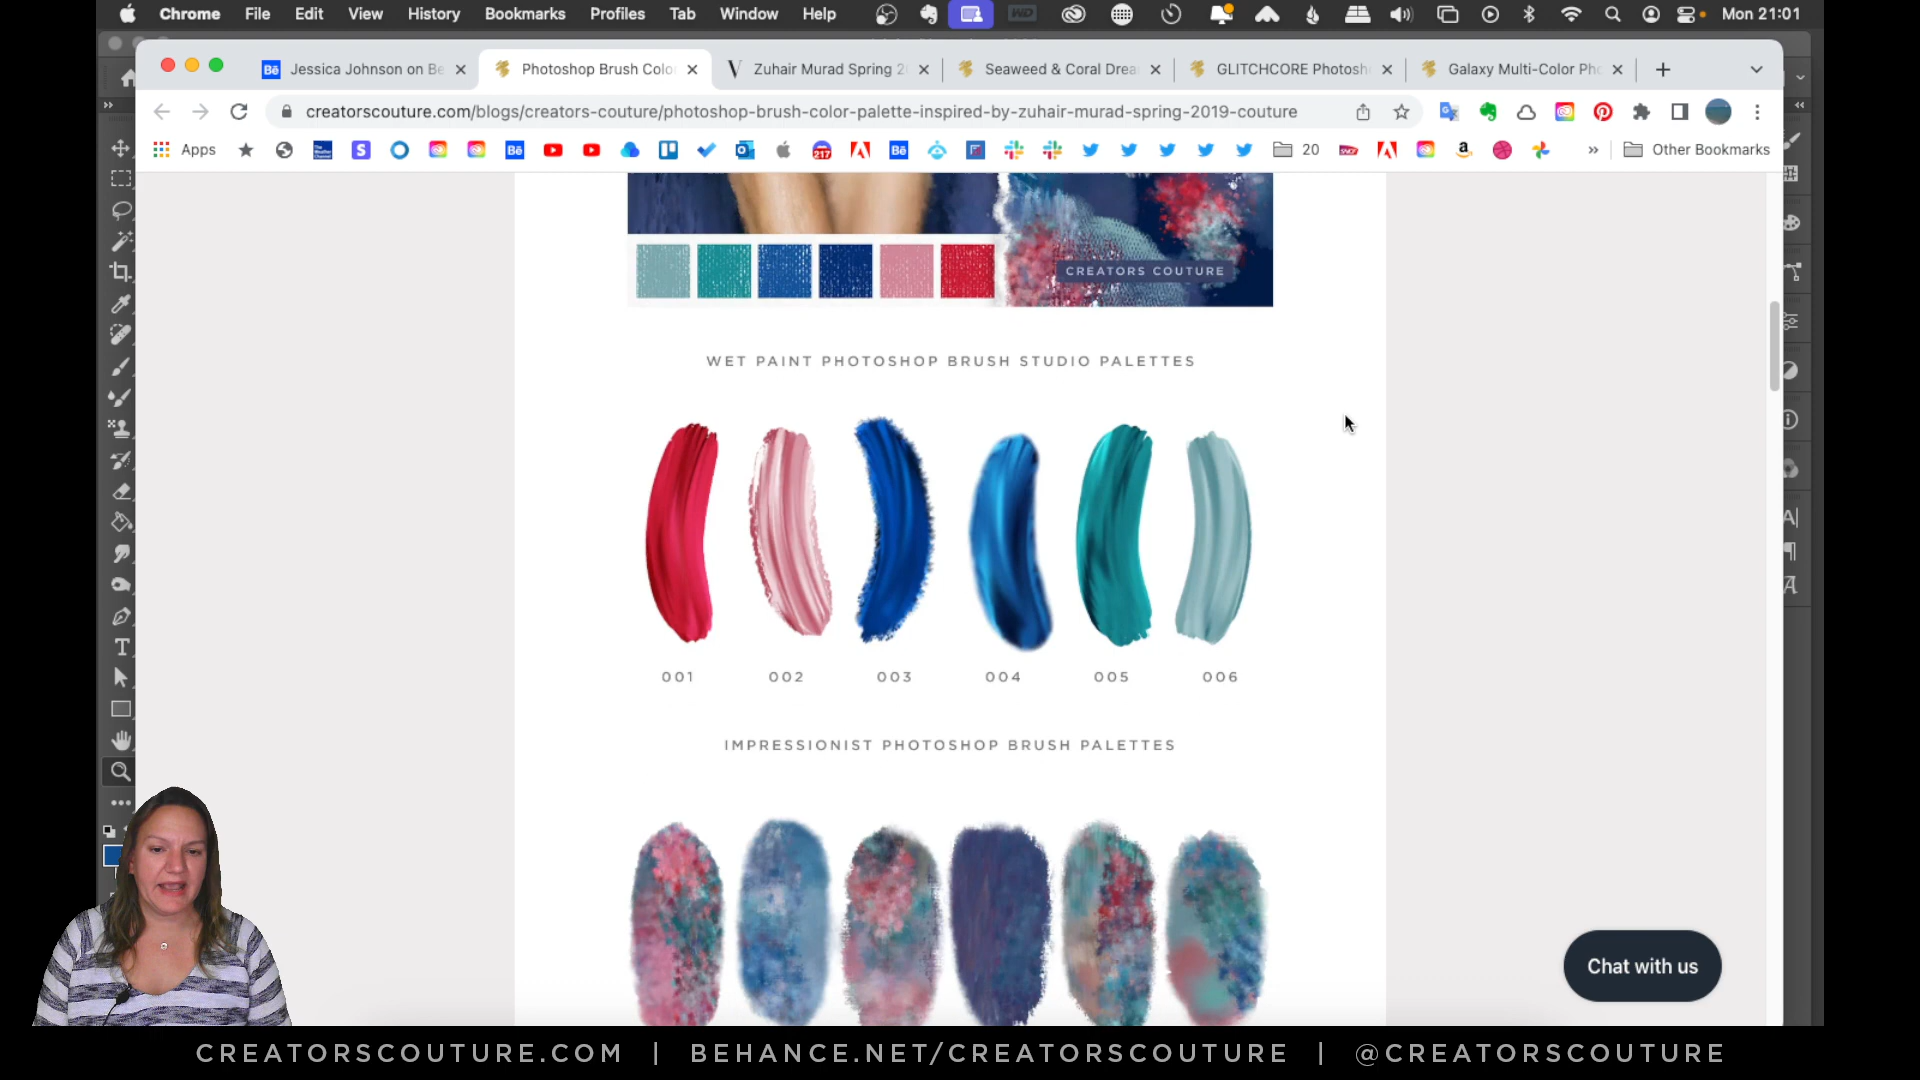 Chrome File Edit View History Bookmarks Profiles Tab Window Help Mon 21:01
Jessica Johnson on Be Photoshop Brush Colo Zuhair Murad Spring 2 Seaweed & Coral Drea GLITCHCORE Photosh Galaxy Multi-Color Pho
creatorscouture.com/blogs/creators-couture/photoshop-brush-color-palette-inspired-by-zuhair-murad-spring-2019-couture
Apps 20 Other Bookmarks
CREATORS COUTURE
WET PAINT PHOTOSHOP BRUSH STUDIO PALETTES
001 002 003 004 005 006
IMPRESSIONIST PHOTOSHOP BRUSH PALETTES
Chat with us
CREATORSCOUTURE.COM | BEHANCE.NET/CREATORSCOUTURE | @CREATORSCOUTURE